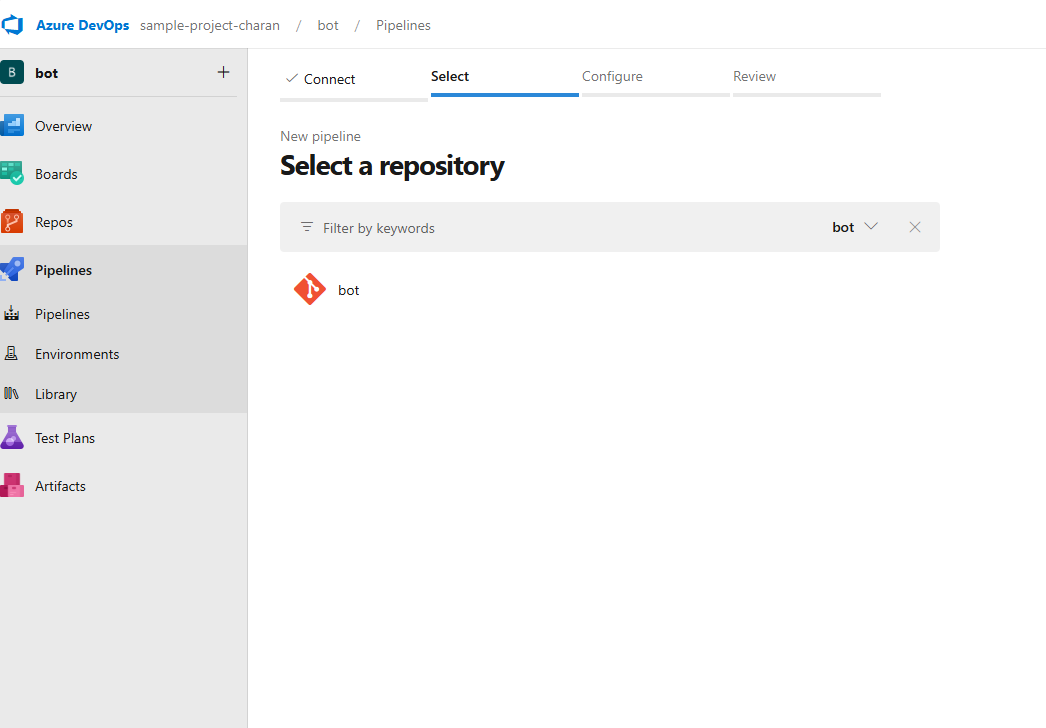 Azure DevOps sample-project-charan / bot / Pipelines
B bot +
Connect Select Configure Review
New pipeline
Select a repository
Filter by keywords bot
bot
Overview
Boards
Repos
Pipelines
Pipelines
Environments
Library
Test Plans
Artifacts